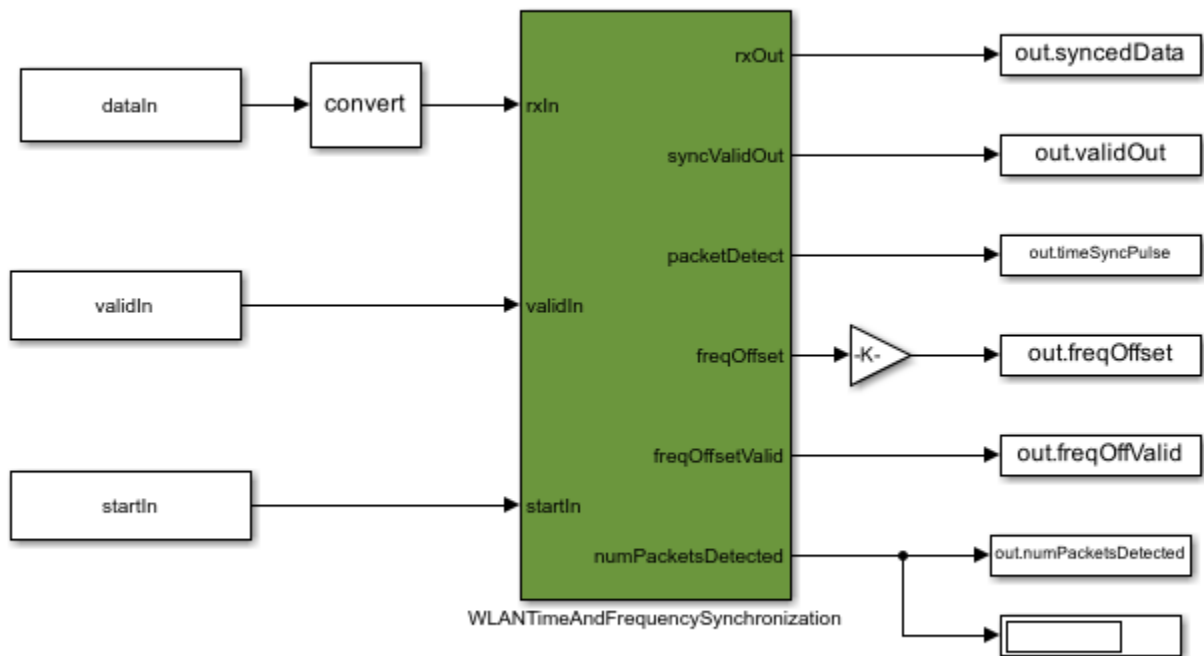 dataIn
convert
validIn
startIn
rxIn
validIn
startIn
rxOut
syncValidOut
packetDetect
freqOffset
freqOffsetValid
numPacketsDetected
WLANTimeAndFrequencySynchronization
-K-
out.syncedData
out.validOut
out.timeSyncPulse
out.freqOffset
out.freqOffValid
out.numPacketsDetected